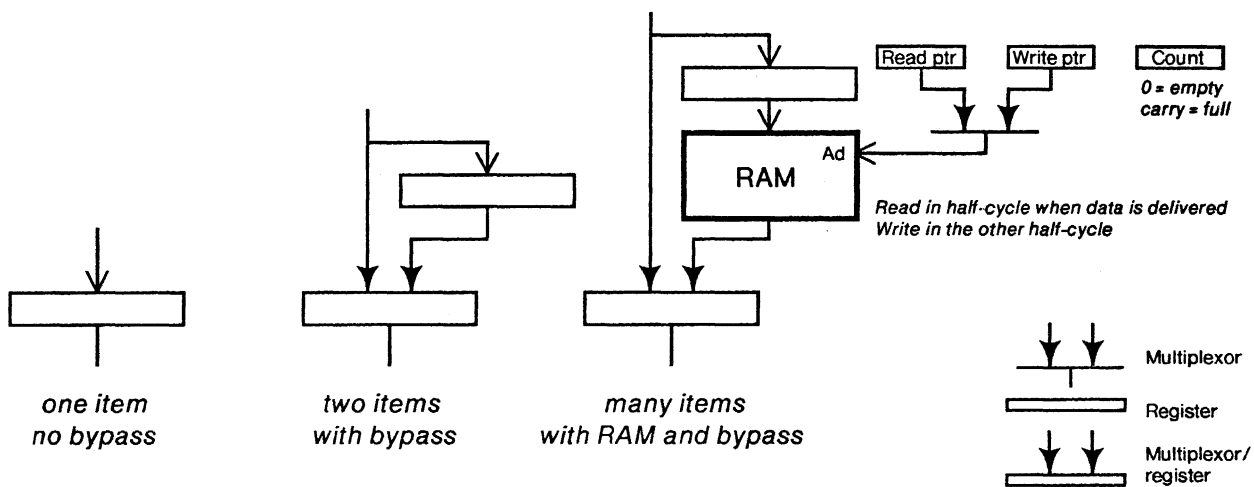 Read ptr
Write ptr
Count
0 = empty
carry = full
Ad
RAM
Read in half-cycle when data is delivered
Write in the other half-cycle
one item
no bypass
two items
with bypass
many items
with RAM and bypass
Multiplexor
Register
Multiplexor/
register